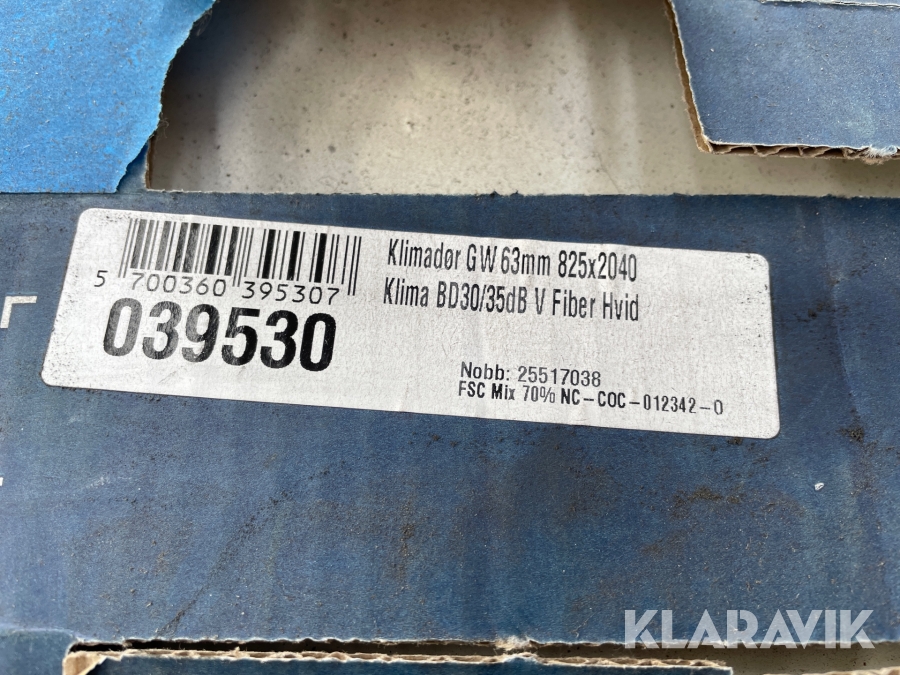 Klimadør GW 63mm 825x2040
Klima BD30/35dB V Fiber Hvid
5 700360 395307
039530
Nobb: 25517038
FSC Mix 70% NC-COC-012342-O
KLARAVIK